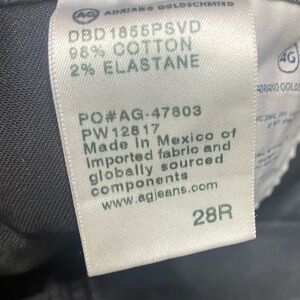 AG ADRIANO GOLDSCHMIED
DBD1855PSVD
98% COTTON
2% ELASTANE
PO#AG-47803
PW12817
Made in Mexico of
imported fabric and
globally sourced
components
www.agjeans.com
28R
AG